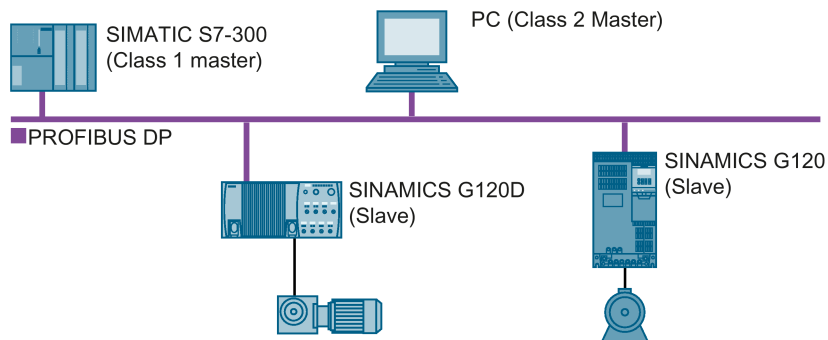 SIMATIC S7-300
(Class 1 master)
PC (Class 2 Master)
PROFIBUS DP
SINAMICS G120D
(Slave)
SINAMICS G120
(Slave)